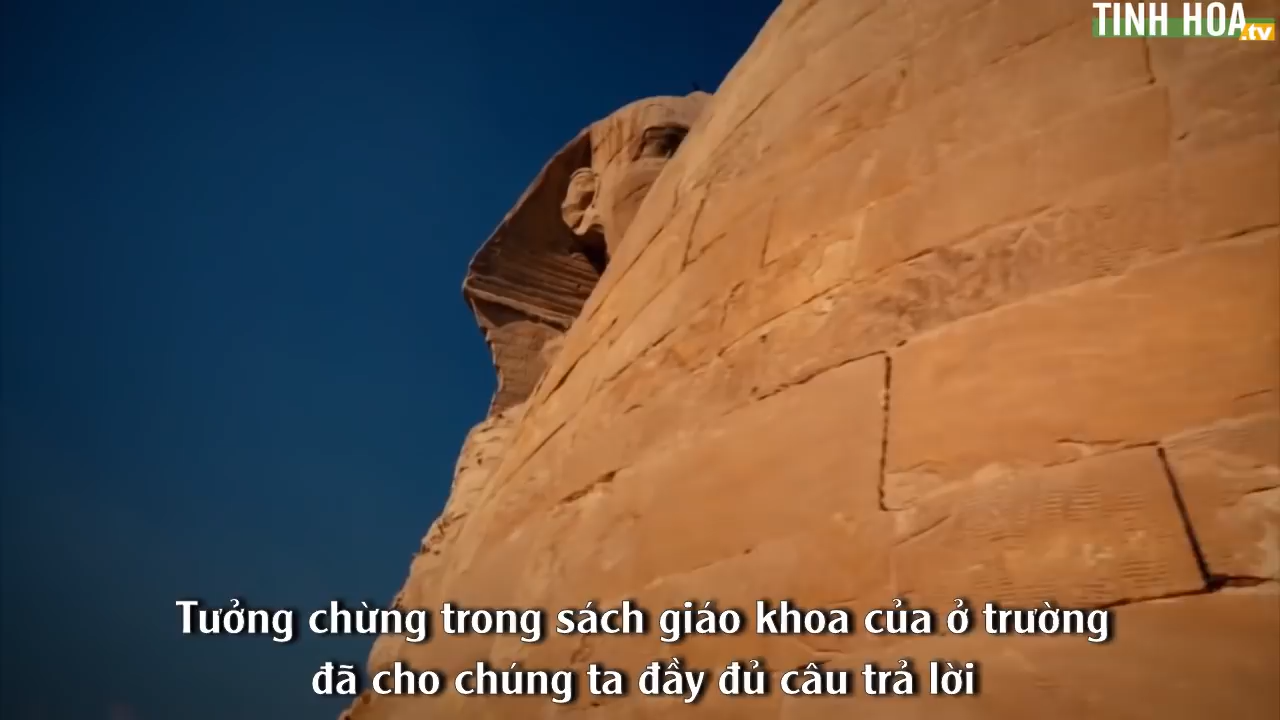 TINH HOA
.tv
Tưởng chừng trong sách giáo khoa của ở trường
đã cho chúng ta đầy đủ câu trả lời